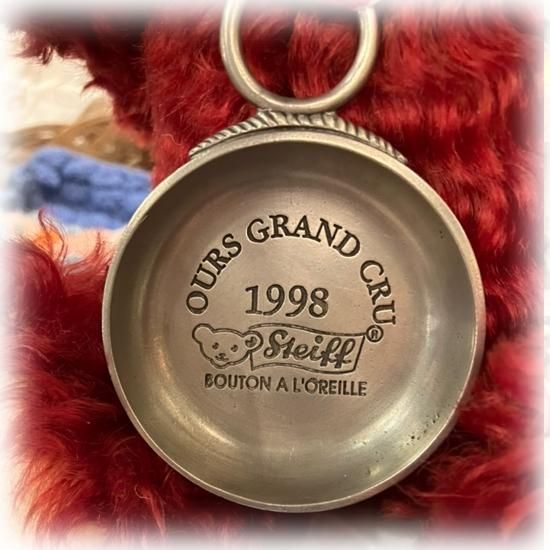 OURS GRAND CRU
1998
Steiff®
BOUTON A L'OREILLE